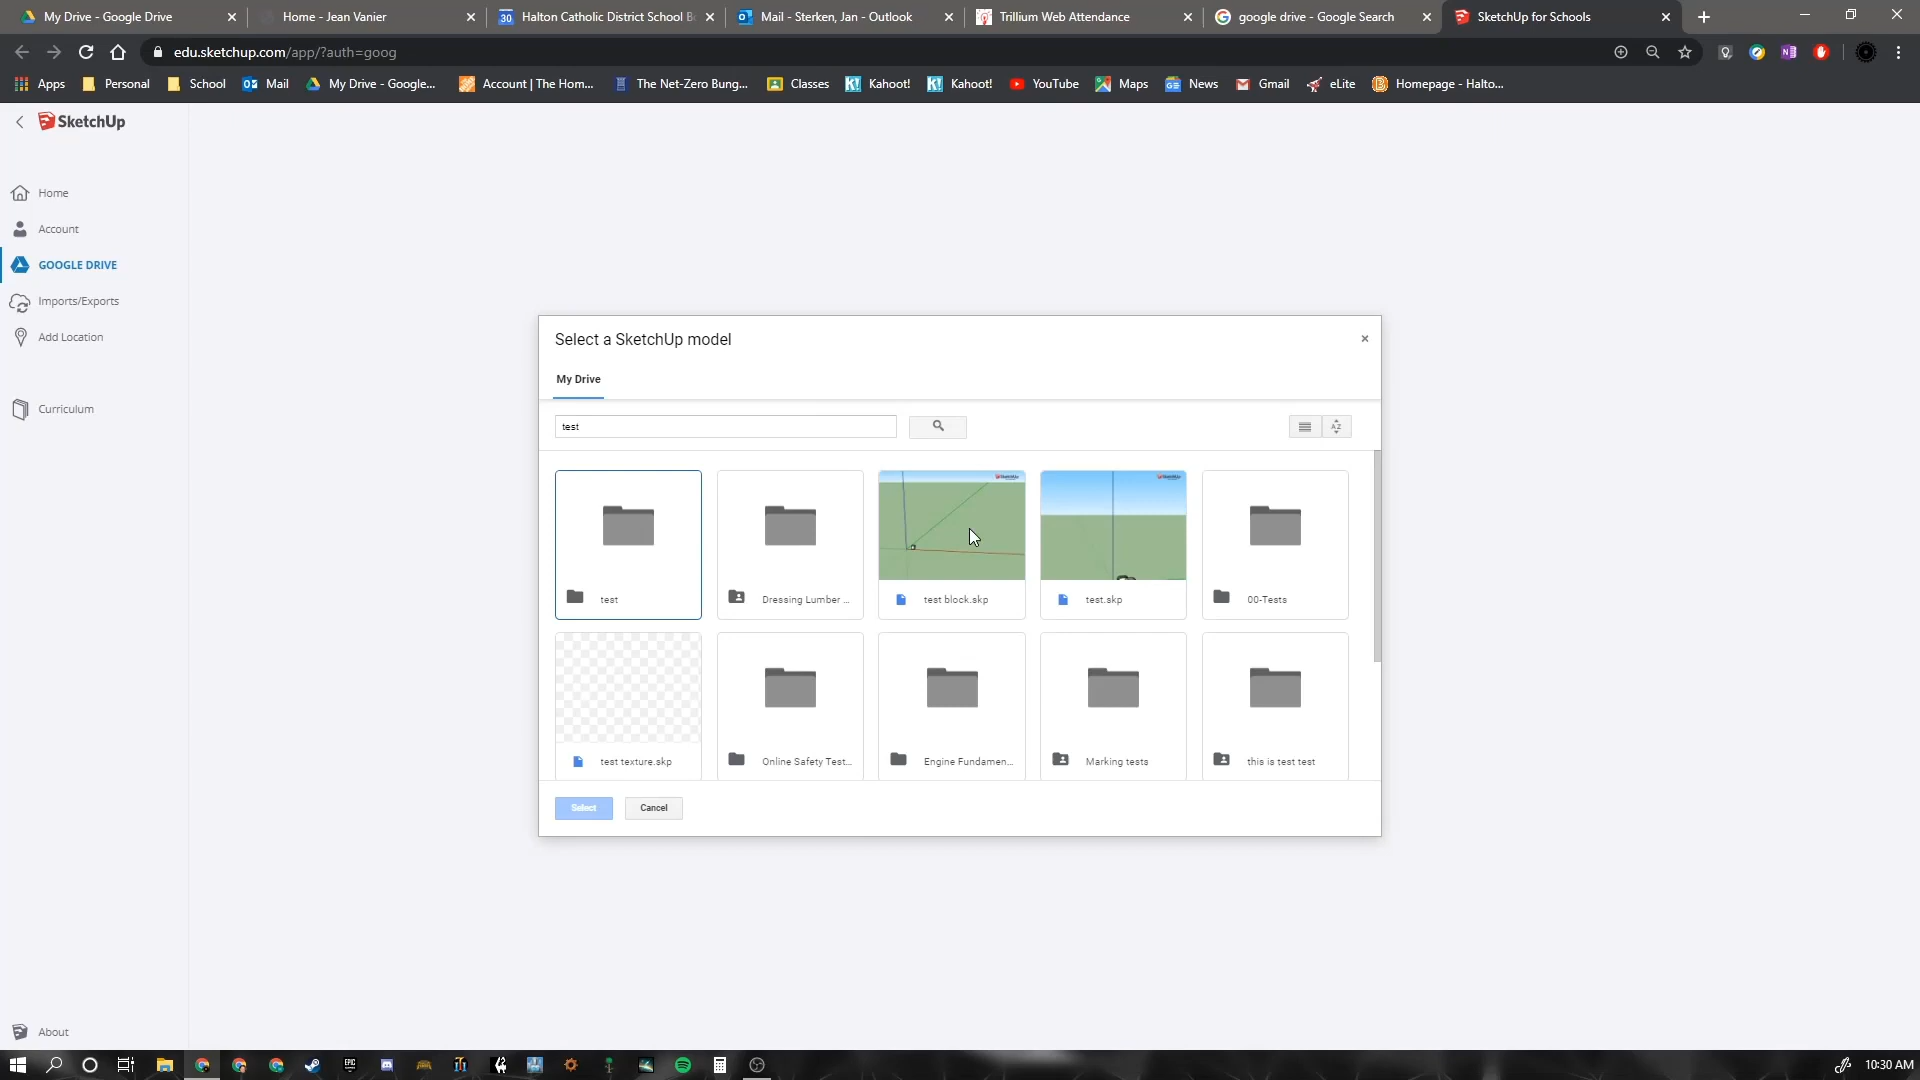 My Drive - Google Drive
Home - Jean Vanier
30
Halton Catholic District School B
Mail - Sterken, Jan - Outlook
Trillium Web Attendance
google drive - Google Search
SketchUp for Schools
edu.sketchup.com/app/?auth=goog
Apps
Personal
School
Mail
My Drive - Google...
Account | The Hom...
The Net-Zero Bung...
Classes
Kahoot!
Kahoot!
YouTube
Maps
News
Gmail
eLite
Homepage - Halto...
SketchUp
Home
Account
GOOGLE DRIVE
Imports/Exports
Add Location
Curriculum
About
Select a SketchUp model
My Drive
test
AZ
test
Dressing Lumber ...
test block.skp
test.skp
00-Tests
test texture.skp
Online Safety Test...
Engine Fundamen...
Marking tests
this is test test
Select
Cancel
EPIC
10:30 AM